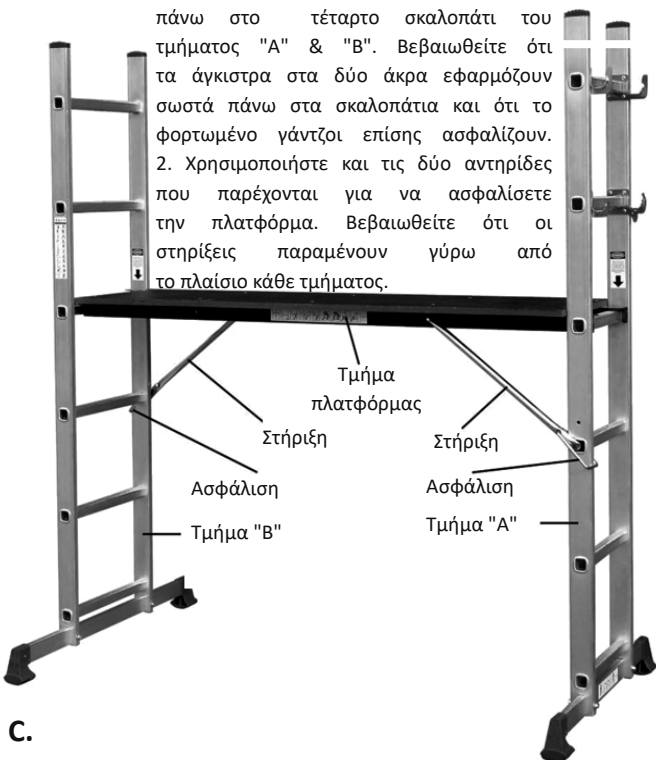 πάνω στο τέταρτο σκαλοπάτι του
τμήματος "Α" & "Β". Βεβαιωθείτε ότι
τα άγκιστρα στα δύο άκρα εφαρμόζουν
σωστά πάνω στα σκαλοπάτια και ότι το
φορτωμένο γάντζοι επίσης ασφαλίζουν.
2. Χρησιμοποιήστε και τις δύο αντηρίδες
που παρέχονται για να ασφαλίσετε
την πλατφόρμα. Βεβαιωθείτε ότι οι
στηρίξεις παραμένουν γύρω από
το πλαίσιο κάθε τμήματος.
Τμήμα
πλατφόρμας
Στήριξη
Στήριξη
Ασφάλιση
Ασφάλιση
Τμήμα "Β"
Τμήμα "Α"
C.